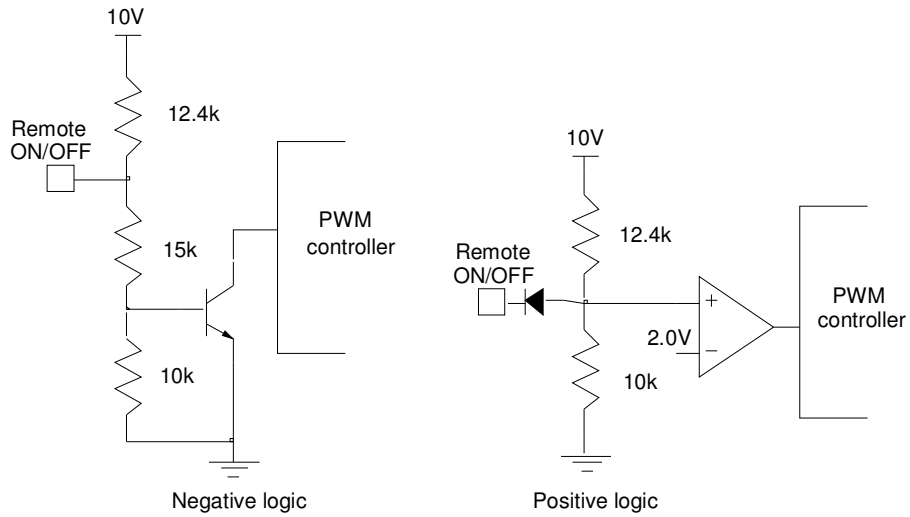 10V
12.4k
Remote
ON/OFF
15k
10k
PWM
controller
Negative logic
10V
12.4k
Remote
ON/OFF
+
2.0V
−
10k
PWM
controller
Positive logic